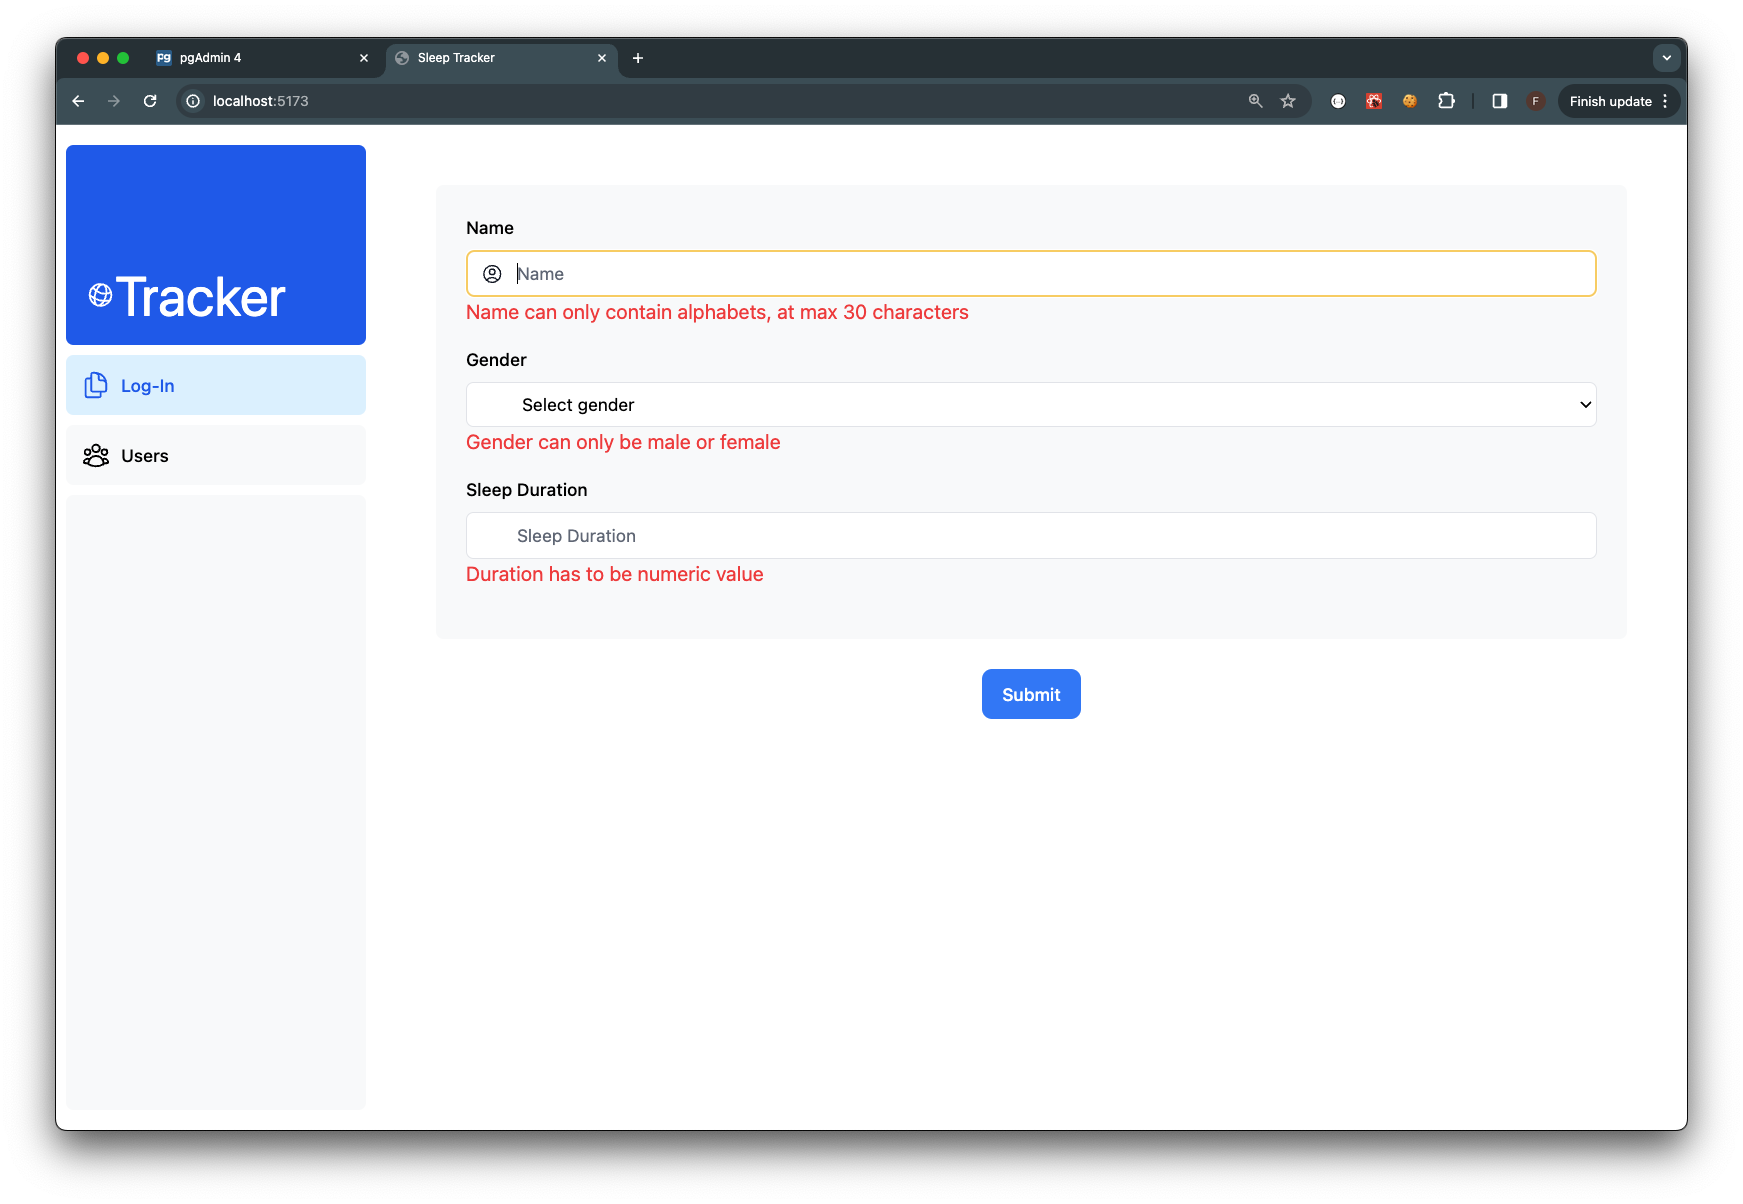 pgAdmin 4
Sleep Tracker
localhost:5173
F
Finish update
Tracker
Log-In
Users
Name
Name
Name can only contain alphabets, at max 30 characters
Gender
Select gender
Gender can only be male or female
Sleep Duration
Sleep Duration
Duration has to be numeric value
Submit